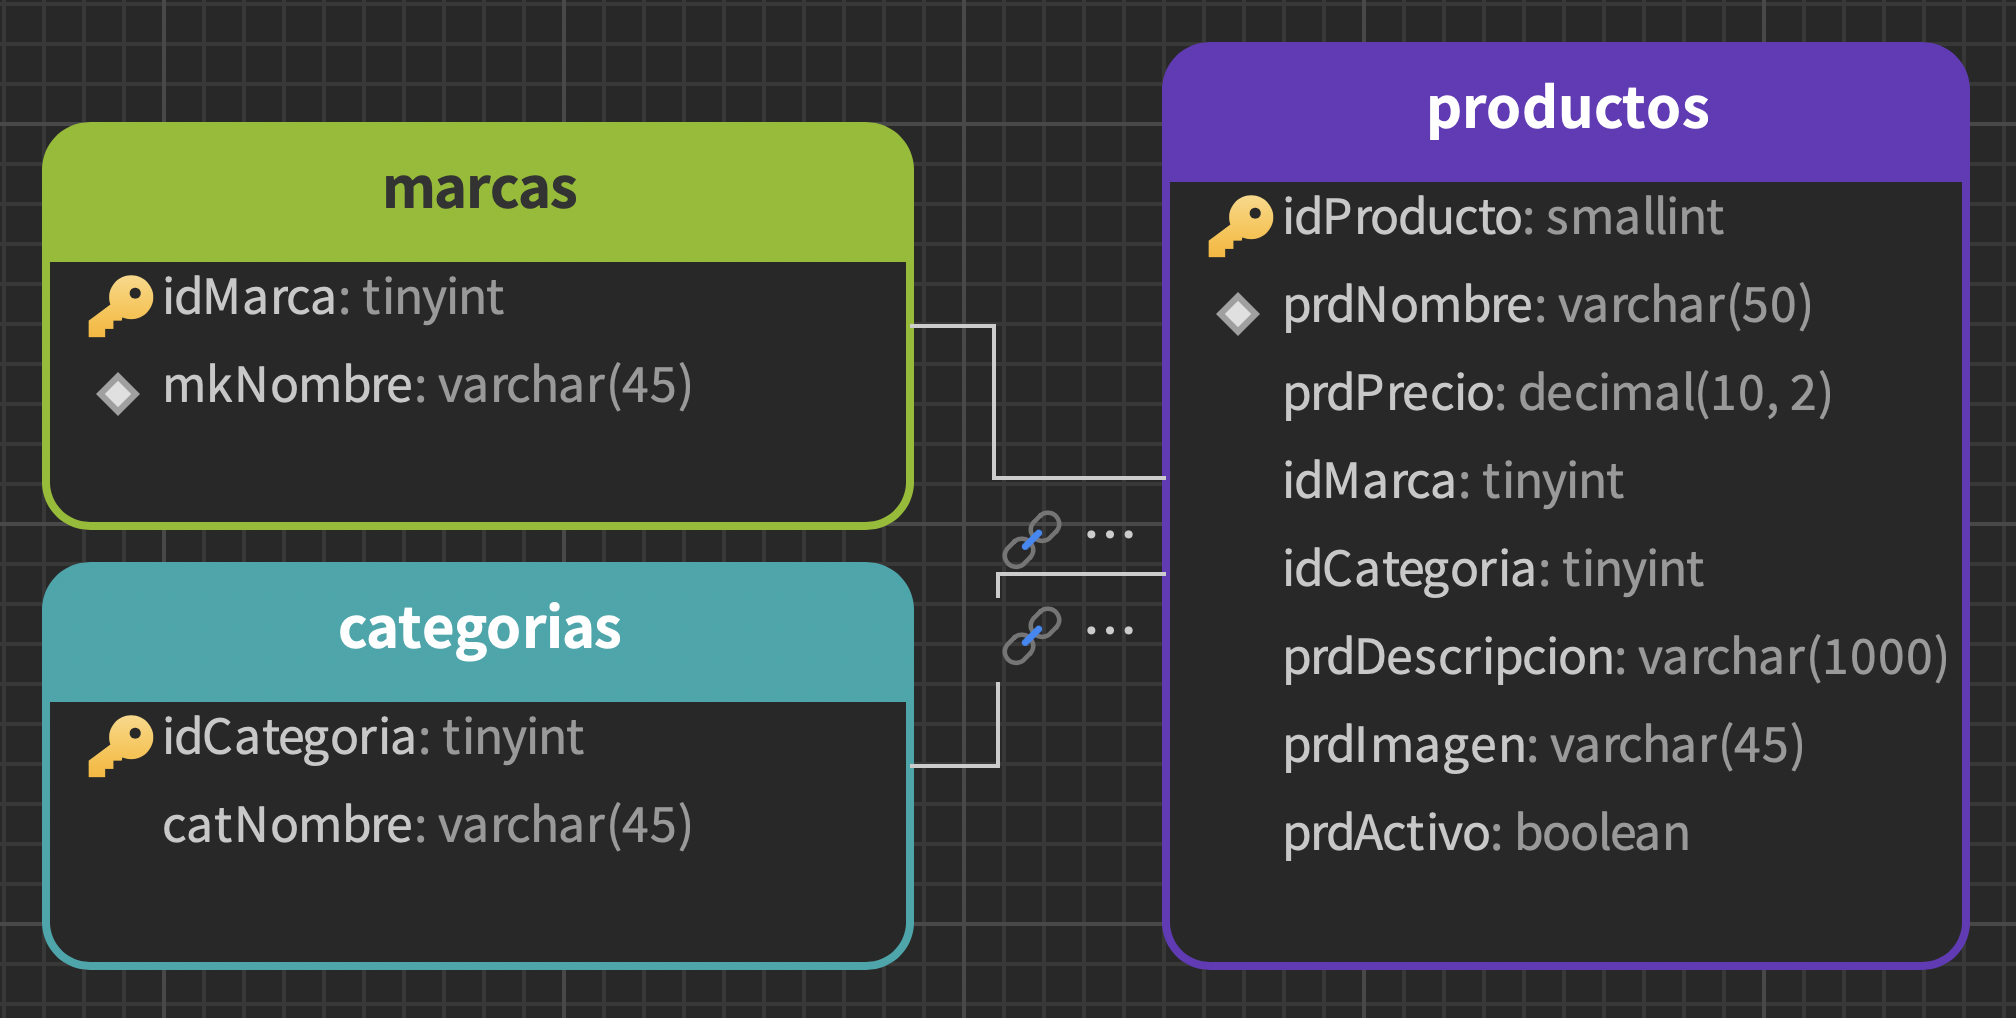 marcas
idMarca: tinyint
mkNombre: varchar(45)
categorias
idCategoria: tinyint
catNombre: varchar(45)
productos
idProducto: smallint
prdNombre: varchar(50)
prdPrecio: decimal(10, 2)
idMarca: tinyint
idCategoria: tinyint
prdDescripcion: varchar(1000)
prdImagen: varchar(45)
prdActivo: boolean